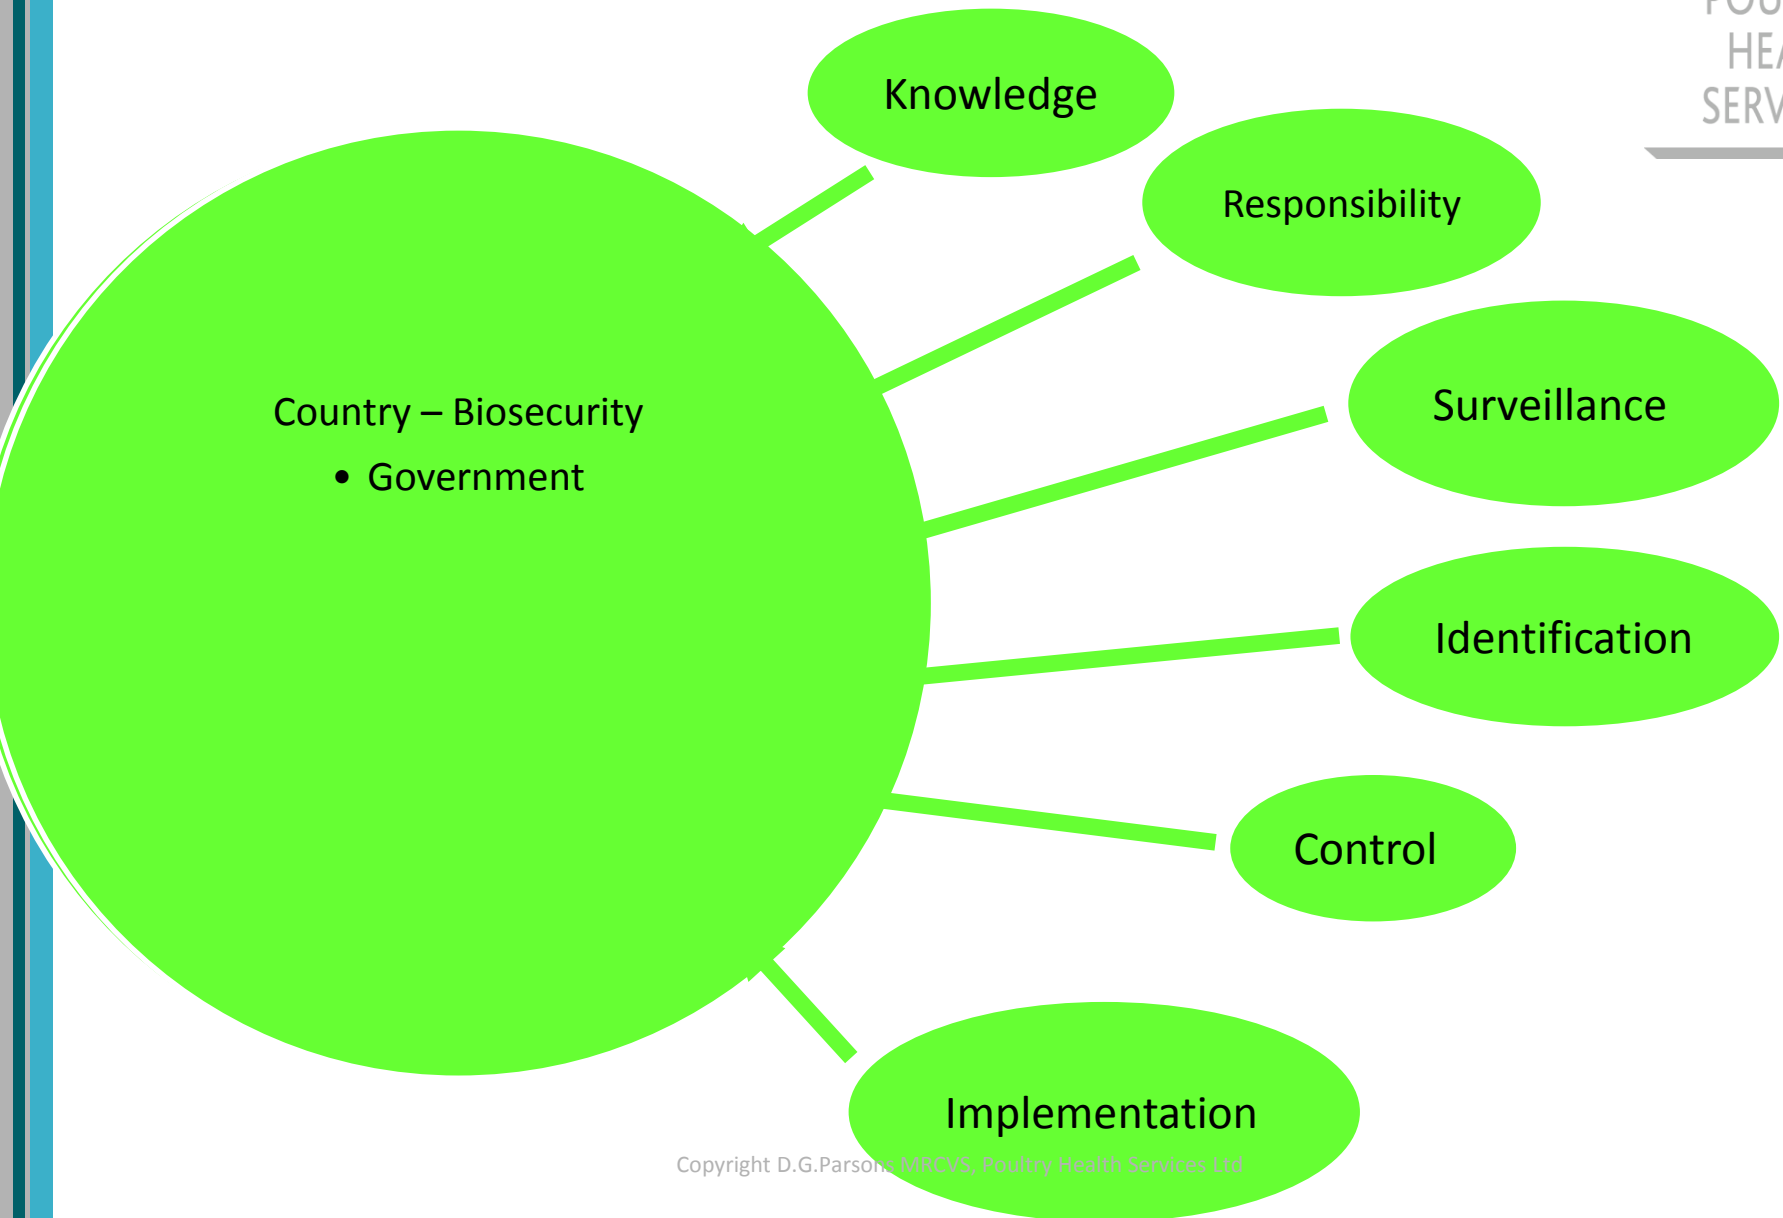 Knowledge
Responsibility
Surveillance
Country – Biosecurity
• Government
Identification
Control
Implementation
Copyright D.G.Parsons MRCVS, Poultry Health Services Ltd